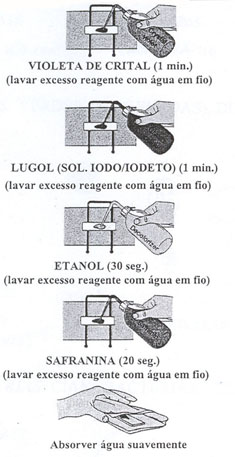 VIOLETA DE CRITAL (1 min.)
(lavar excesso reagente com água em fio)
LUGOL (SOL. IODO/IODETO) (1 min.)
(lavar excesso reagente com água em fio)
Decolorizer
ETANOL (30 seg.)
(lavar excesso reagente com água em fio)
SAFRANINA (20 seg.)
(lavar excesso reagente com água em fio)
Absorver água suavemente